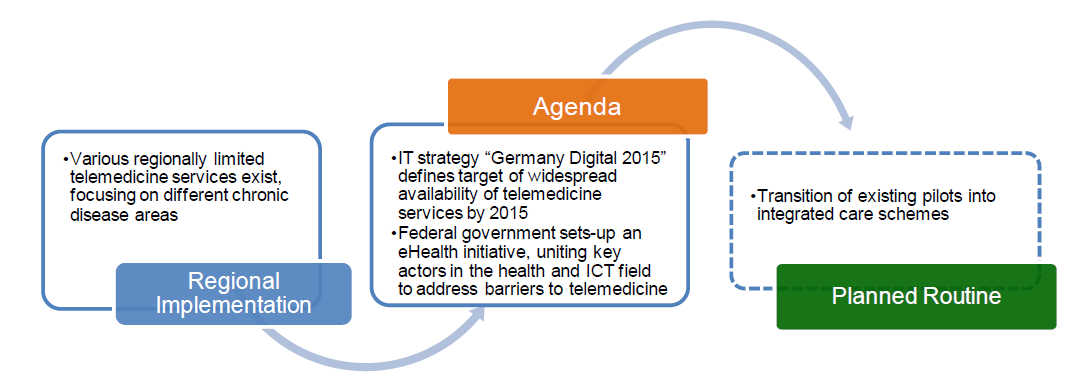 •Various regionally limited
telemedicine services exist,
focusing on different chronic
disease areas
Regional
Implementation
Agenda
•IT strategy “Germany Digital 2015”
defines target of widespread
availability of telemedicine
services by 2015
•Federal government sets-up an
eHealth initiative, uniting key
actors in the health and ICT field
to address barriers to telemedicine
•Transition of existing pilots into
integrated care schemes
Planned Routine